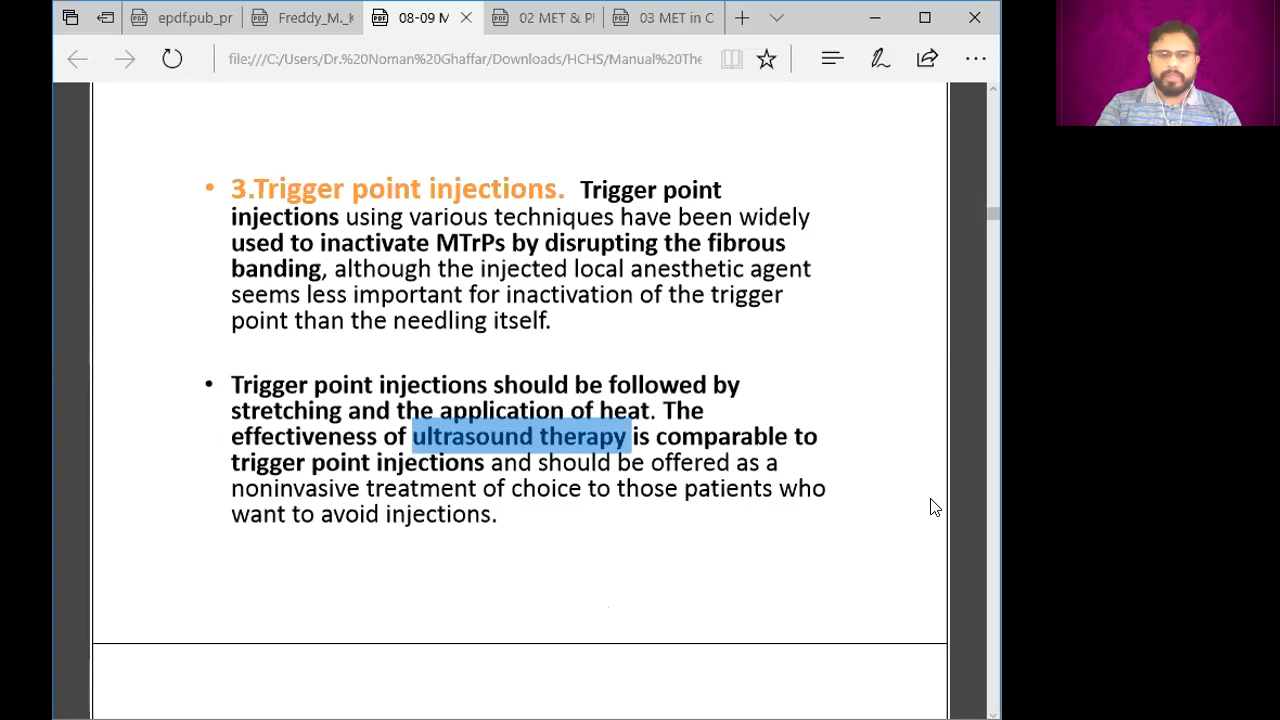 epdf.pub_pr
Freddy_M._K
08-09 M
02 MET & P
03 MET in C
file:///C:/Users/Dr.%20Noman%20Ghaffar/Downloads/HCHS/Manual%20The
• 3.Trigger point injections. Trigger point
injections using various techniques have been widely
used to inactivate MTrPs by disrupting the fibrous
banding, although the injected local anesthetic agent
seems less important for inactivation of the trigger
point than the needling itself.
• Trigger point injections should be followed by
stretching and the application of heat. The
effectiveness of ultrasound therapy is comparable to
trigger point injections and should be offered as a
noninvasive treatment of choice to those patients who
want to avoid injections.